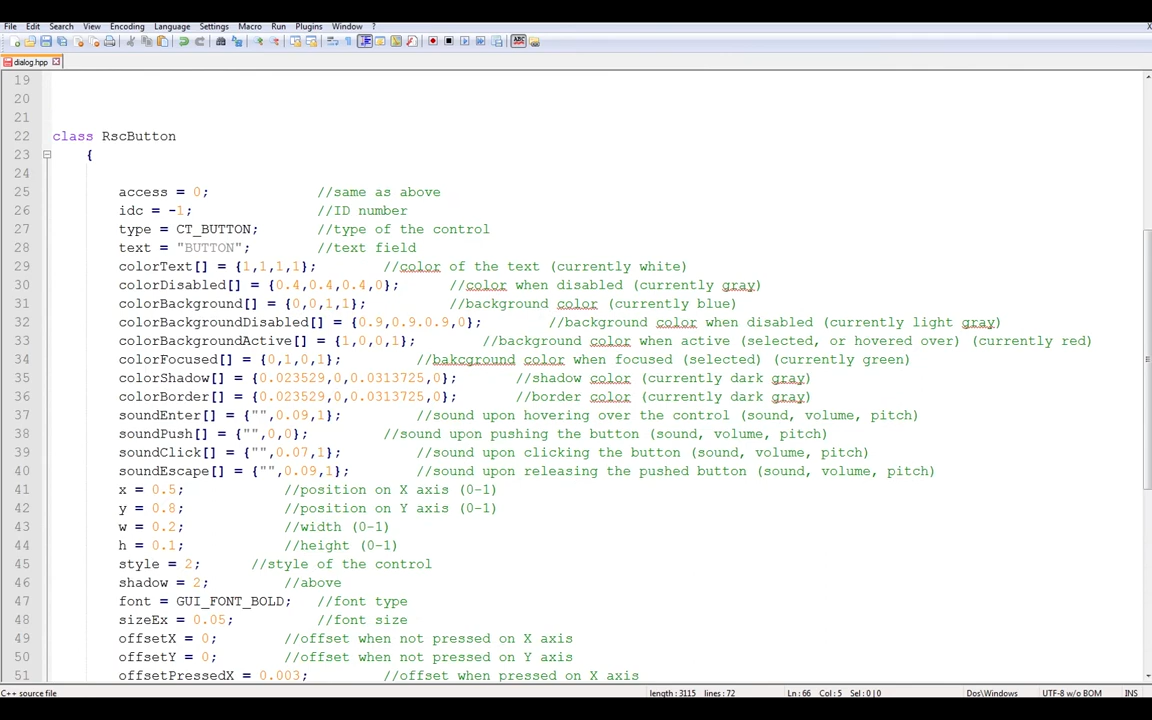 File Edit Search View Encoding Language Settings Macro Run Plugins Window ? X
dialog.hpp
19
20
21
22 class RscButton
23 {
24
25 access = 0; //same as above
26 idc = -1; //ID number
27 type = CT_BUTTON; //type of the control
28 text = "BUTTON"; //text field
29 colorText[] = {1,1,1,1}; //color of the text (currently white)
30 colorDisabled[] = {0.4,0.4,0.4,0}; //color when disabled (currently gray)
31 colorBackground[] = {0,0,1,1}; //background color (currently blue)
32 colorBackgroundDisabled[] = {0.9,0.9.0.9,0}; //background color when disabled (currently light gray)
33 colorBackgroundActive[] = {1,0,0,1}; //background color when active (selected, or hovered over) (currently red)
34 colorFocused[] = {0,1,0,1}; //bakcground color when focused (selected) (currently green)
35 colorShadow[] = {0.023529,0,0.0313725,0}; //shadow color (currently dark gray)
36 colorBorder[] = {0.023529,0,0.0313725,0}; //border color (currently dark gray)
37 soundEnter[] = {"",0.09,1}; //sound upon hovering over the control (sound, volume, pitch)
38 soundPush[] = {"",0,0}; //sound upon pushing the button (sound, volume, pitch)
39 soundClick[] = {"",0.07,1}; //sound upon clicking the button (sound, volume, pitch)
40 soundEscape[] = {"",0.09,1}; //sound upon releasing the pushed button (sound, volume, pitch)
41 x = 0.5; //position on X axis (0-1)
42 y = 0.8; //position on Y axis (0-1)
43 w = 0.2; //width (0-1)
44 h = 0.1; //height (0-1)
45 style = 2; //style of the control
46 shadow = 2; //above
47 font = GUI_FONT_BOLD; //font type
48 sizeEx = 0.05; //font size
49 offsetX = 0; //offset when not pressed on X axis
50 offsetY = 0; //offset when not pressed on Y axis
51 offsetPressedX = 0.003; //offset when pressed on X axis
C++ source file length : 3115 lines : 72 Ln : 66 Col : 5 Sel : 0 | 0 Dos\Windows UTF-8 w/o BOM INS